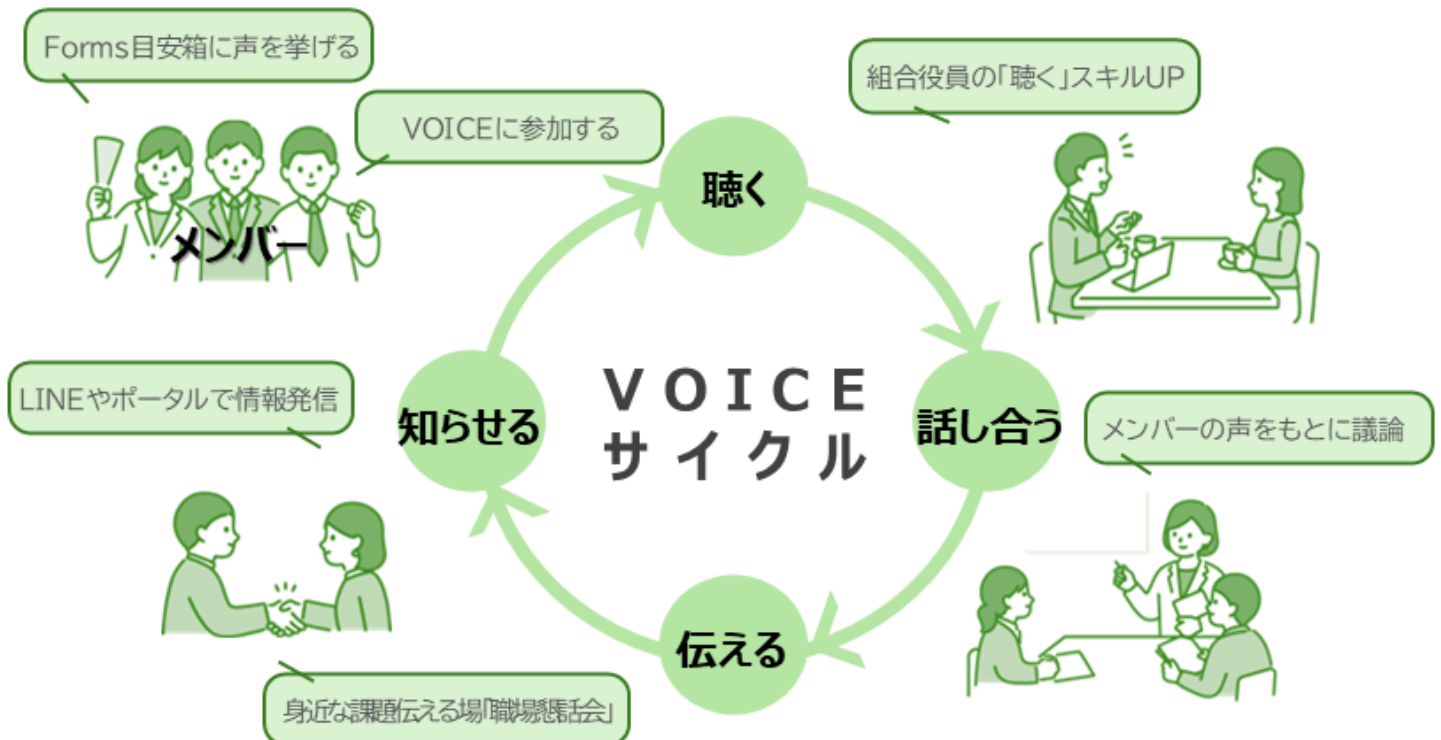 Forms目安箱に声を挙げる
VOICEに参加する
メンバー
聴く
組合役員の「聴く」スキルUP
LINEやポータルで情報発信
知らせる
VOICE
サイクル
話し合う
メンバーの声をもとに議論
伝える
身近な課題伝える場「職場懇話会」